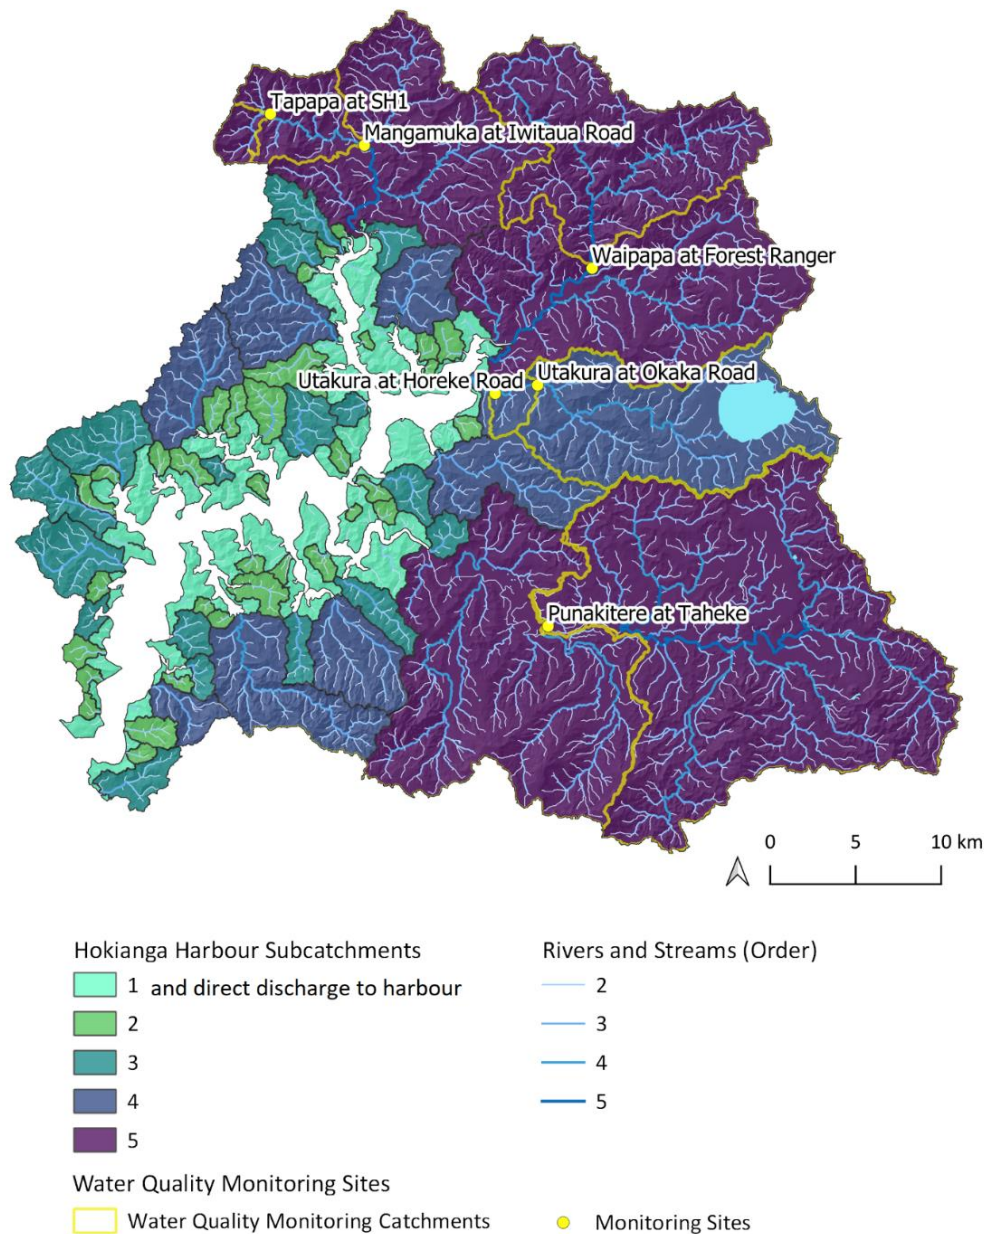 Tapapa at SH1
Mangamuka at Iwitaua Road
Waipapa at Forest Ranger
Utakura at Horeke Road
Utakura at Okaka Road
Punakitere at Taheke
0 5 10 km
Hokianga Harbour Subcatchments
1 and direct discharge to harbour
2
3
4
5
Rivers and Streams (Order)
2
3
4
5
Water Quality Monitoring Sites
Water Quality Monitoring Catchments
Monitoring Sites